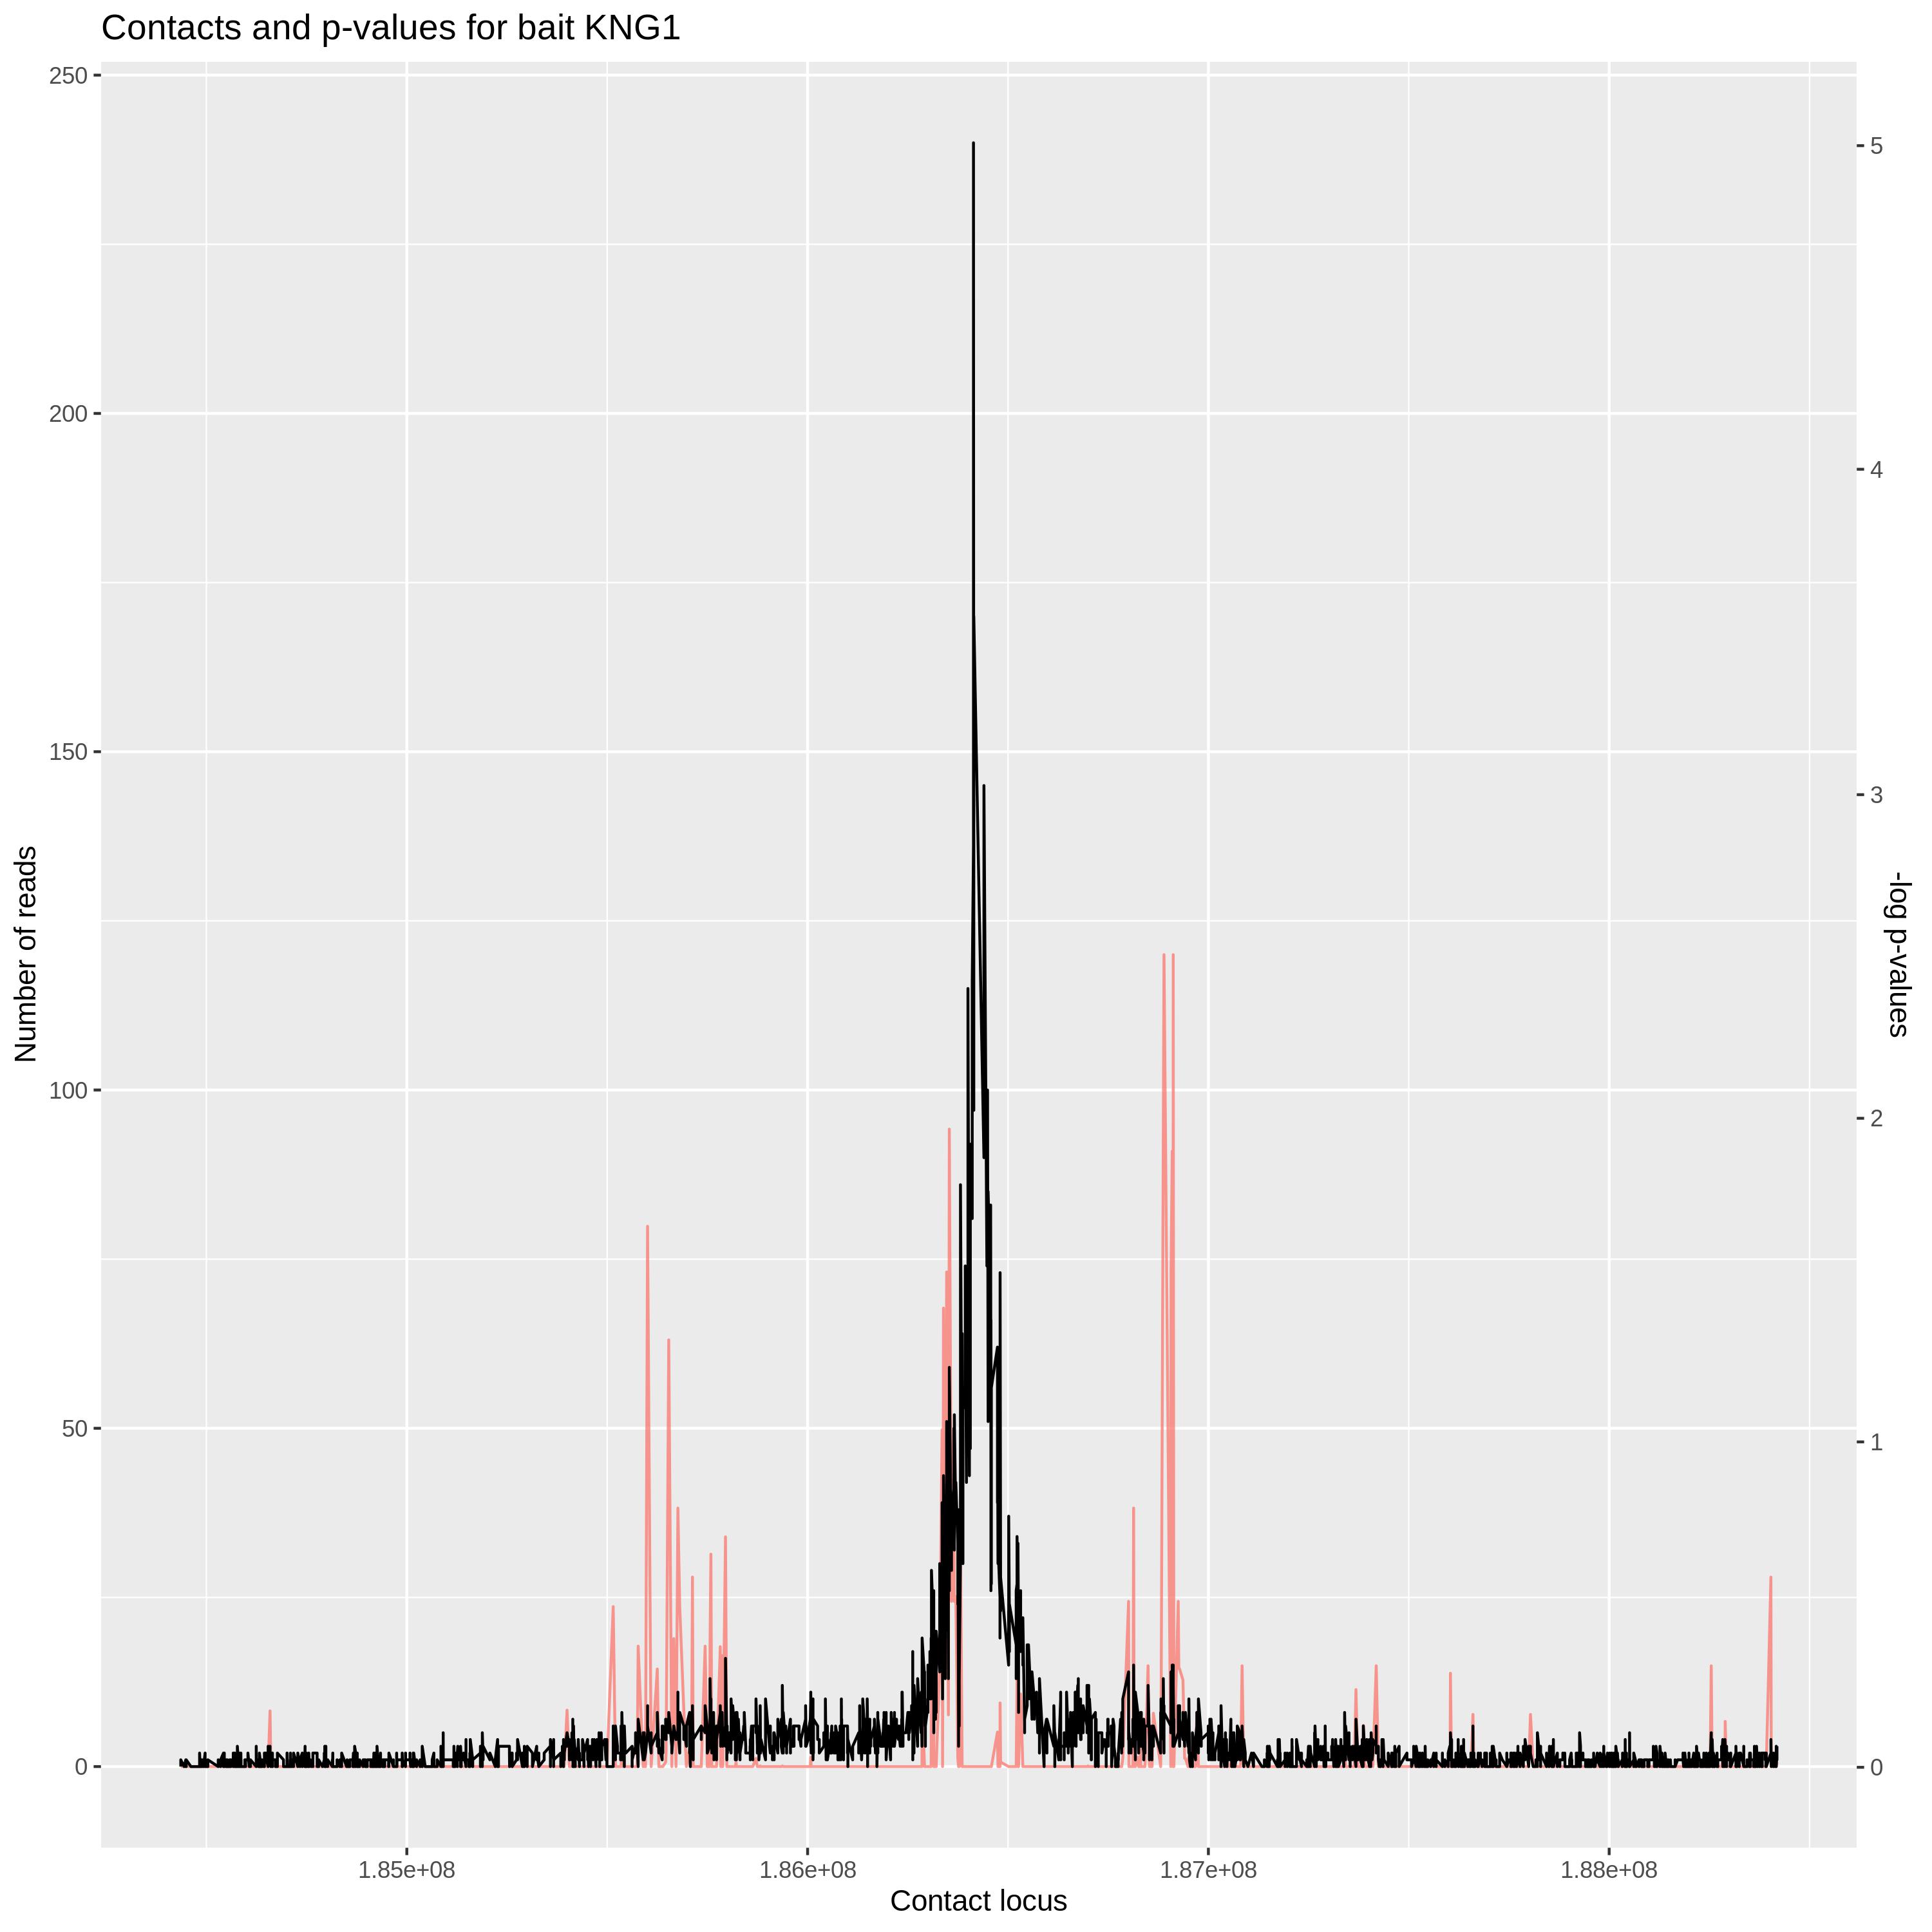 Contacts and p-values for bait KNG1
250
200
150
100
50
0
Number of reads
5
4
3
2
1
0
-log p-values
1.85e+08 1.86e+08 1.87e+08 1.88e+08
Contact locus